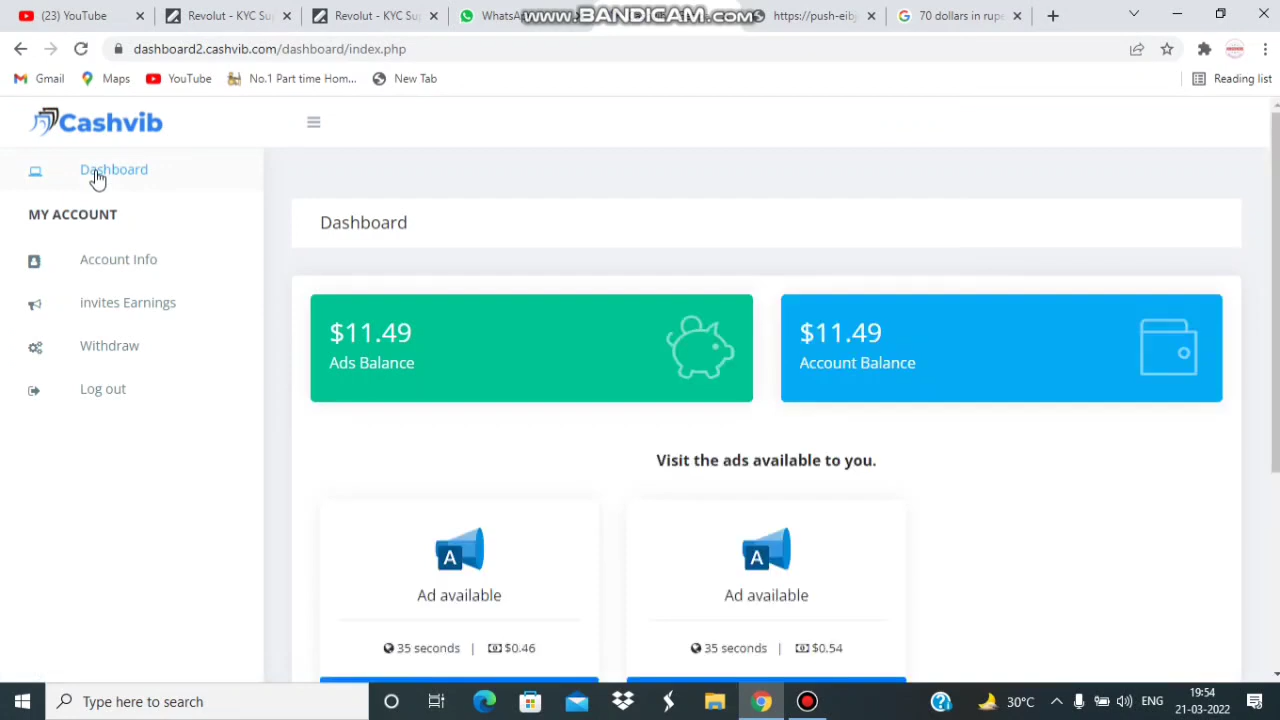 (23) YouTube
Revolut - KYC Su
Revolut - KYC Su
WhatsA
www.BANDICAM.com
https://push-eibj
70 dollars in rupe
dashboard2.cashvib.com/dashboard/index.php
Gmail
Maps
YouTube
No.1 Part time Hom...
New Tab
Reading list
Cashvib
Dashboard
MY ACCOUNT
Account Info
invites Earnings
Withdraw
Log out
Dashboard
$11.49
Ads Balance
$11.49
Account Balance
Visit the ads available to you.
A
Ad available
35 seconds | $0.46
A
Ad available
35 seconds | $0.54
Type here to search
30°C
ENG
19:54
21-03-2022